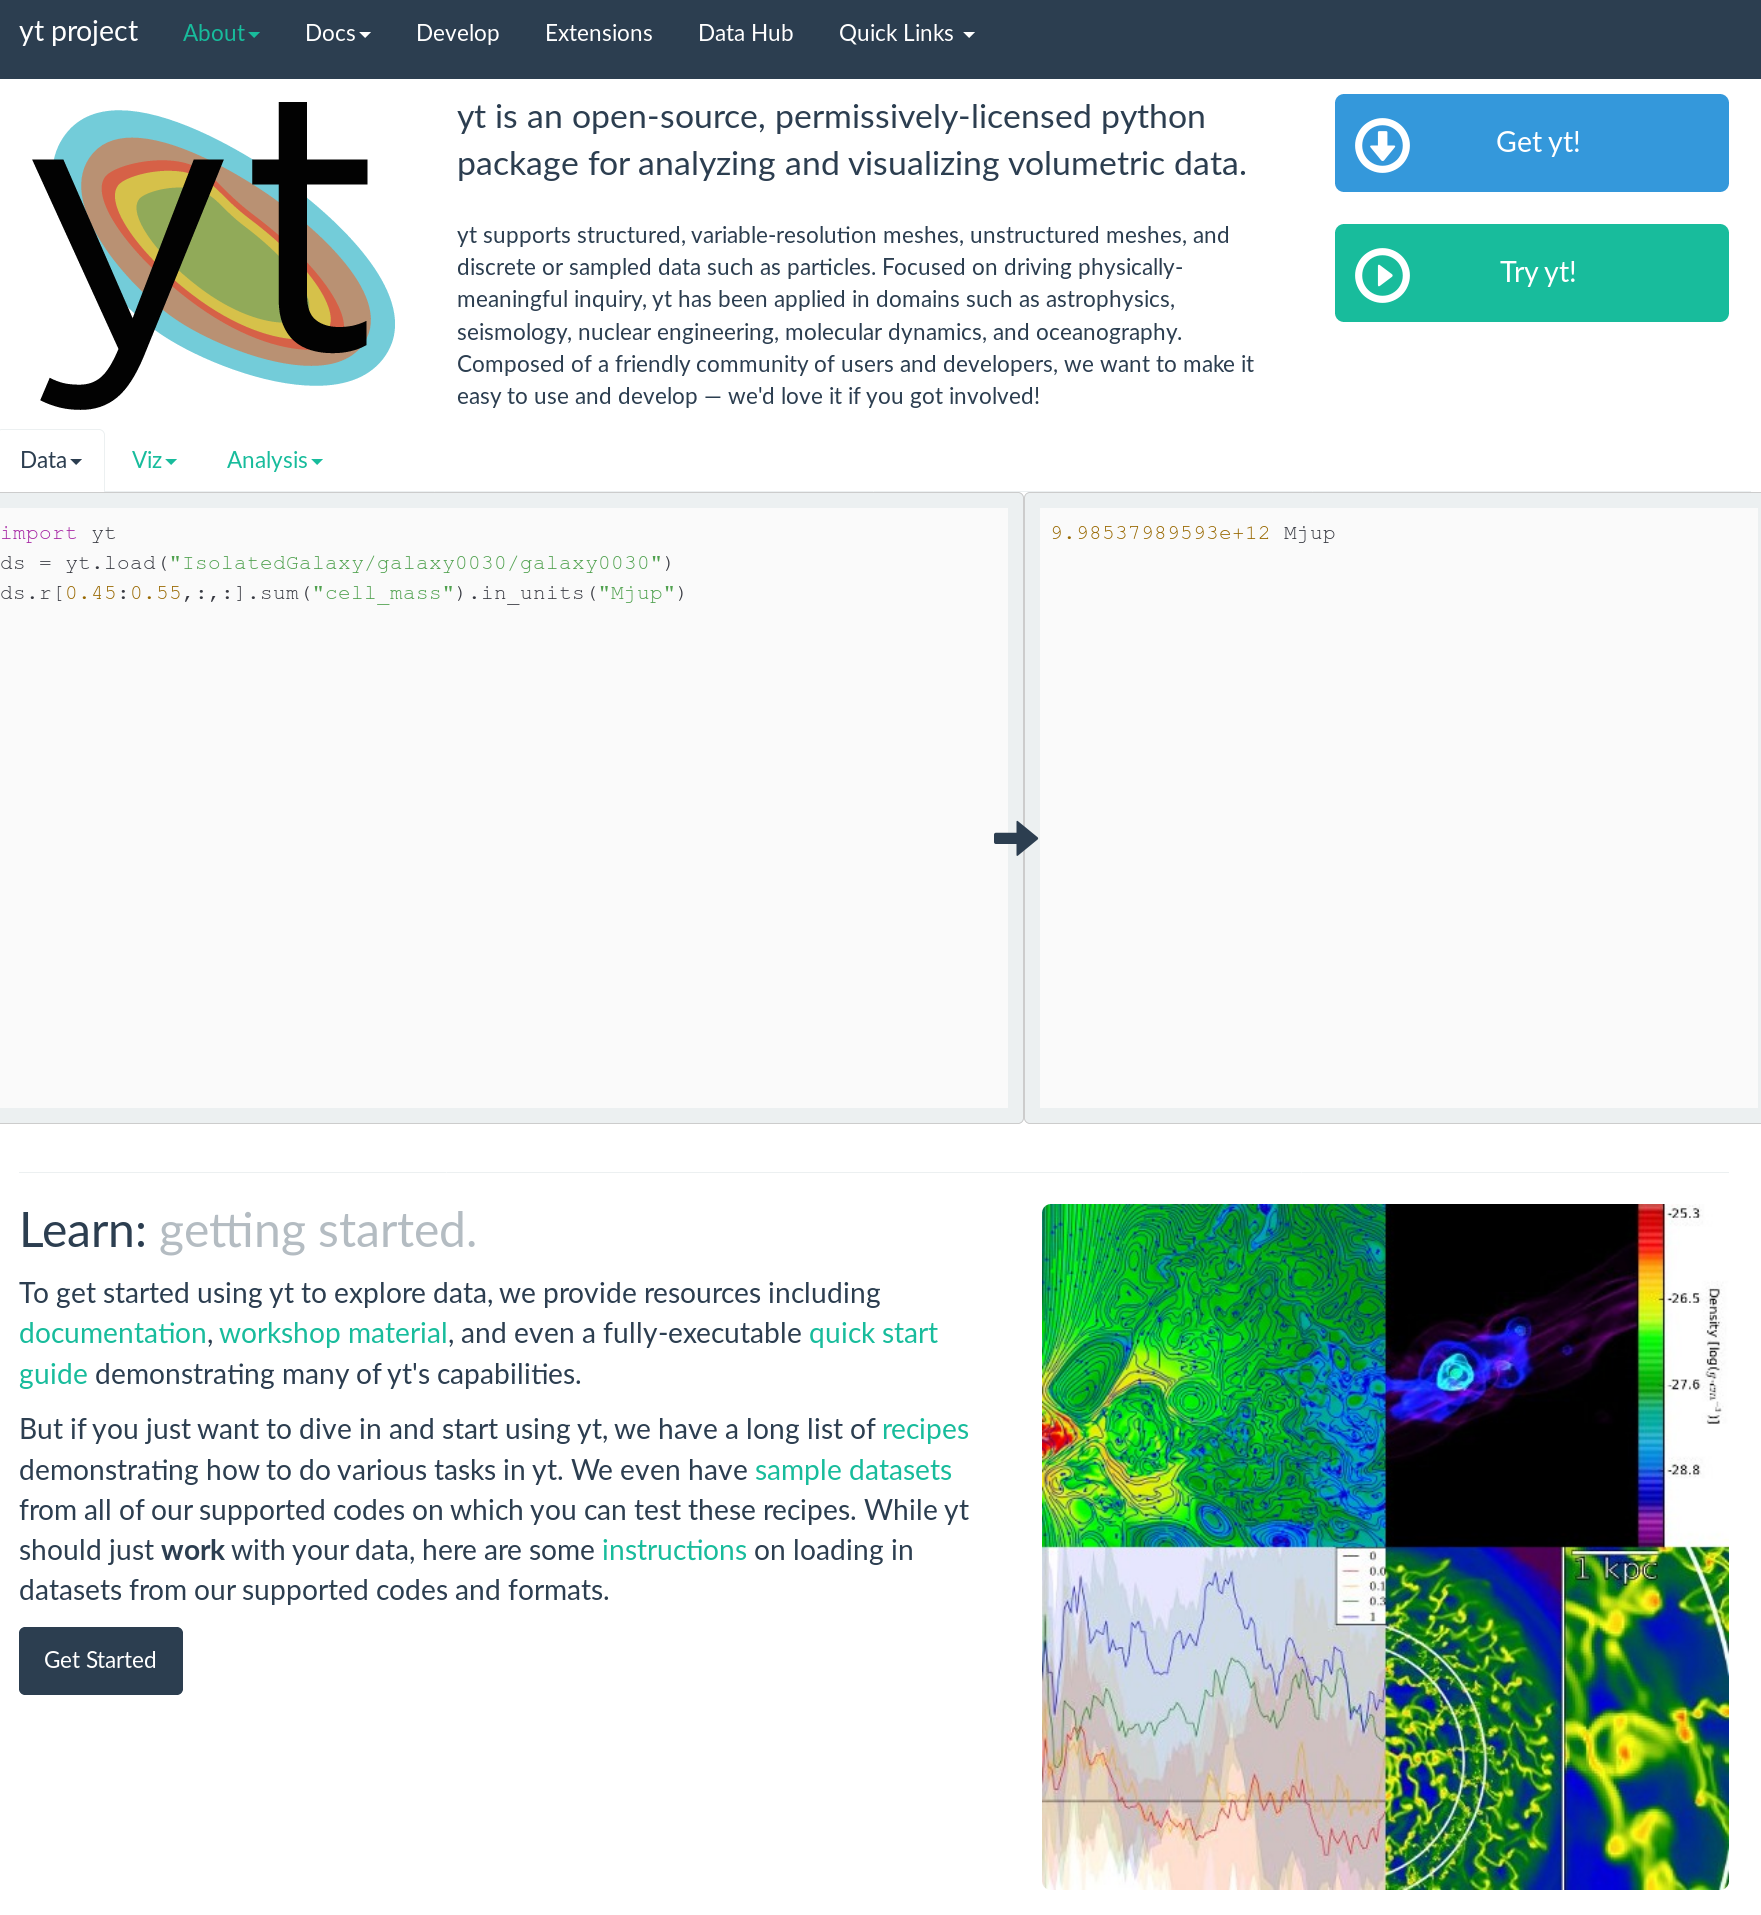 yt project About Docs Develop Extensions Data Hub Quick Links
yt
yt is an open-source, permissively-licensed python
package for analyzing and visualizing volumetric data.
yt supports structured, variable-resolution meshes, unstructured meshes, and
discrete or sampled data such as particles. Focused on driving physically-
meaningful inquiry, yt has been applied in domains such as astrophysics,
seismology, nuclear engineering, molecular dynamics, and oceanography.
Composed of a friendly community of users and developers, we want to make it
easy to use and develop — we'd love it if you got involved!
Get yt!
Try yt!
Data Viz Analysis
import yt
ds = yt.load("IsolatedGalaxy/galaxy0030/galaxy0030")
ds.r[0.45:0.55,:,:].sum("cell_mass").in_units("Mjup")
9.98537989593e+12 Mjup
Learn: getting started.
To get started using yt to explore data, we provide resources including
documentation, workshop material, and even a fully-executable quick start
guide demonstrating many of yt's capabilities.
But if you just want to dive in and start using yt, we have a long list of recipes
demonstrating how to do various tasks in yt. We even have sample datasets
from all of our supported codes on which you can test these recipes. While yt
should just work with your data, here are some instructions on loading in
datasets from our supported codes and formats.
Get Started
-25.3
-26.5
-27.6
-28.8
Density [log(g·cm⁻³)]
0
0.0
0.1
0.3
1
1 kpc